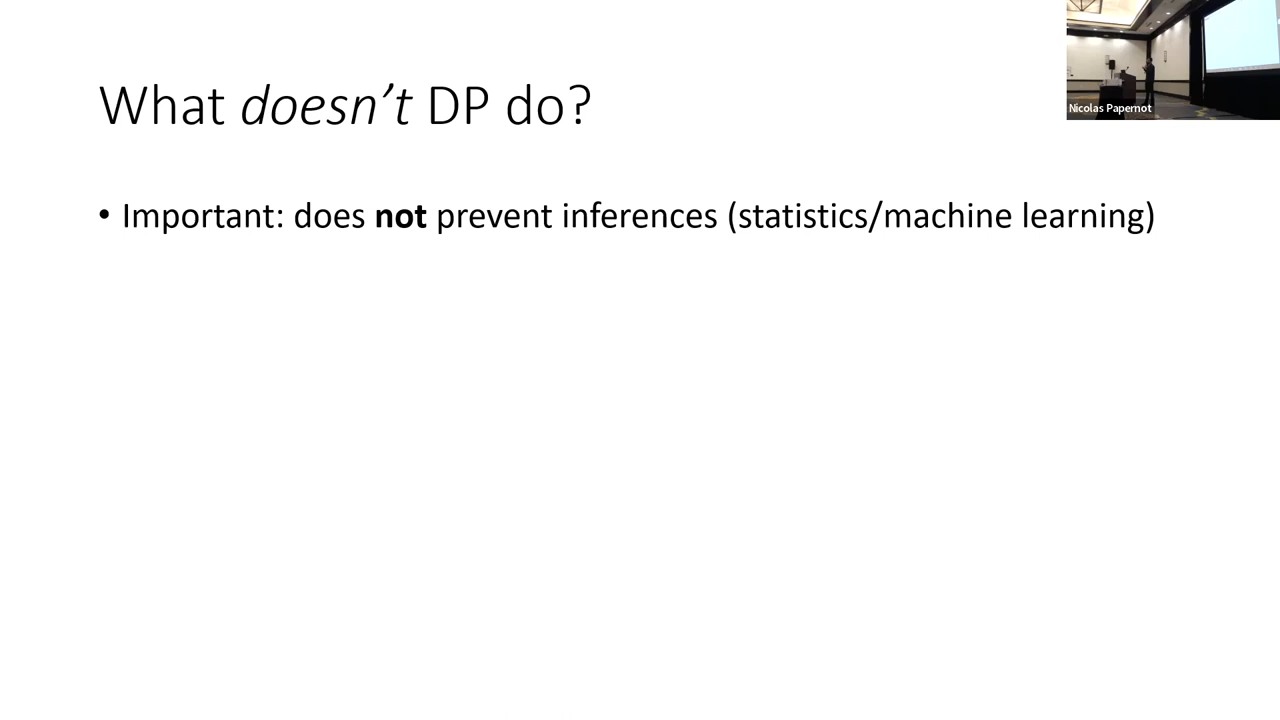 What doesn't DP do?
• Important: does not prevent inferences (statistics/machine learning)
Nicolas Papernot